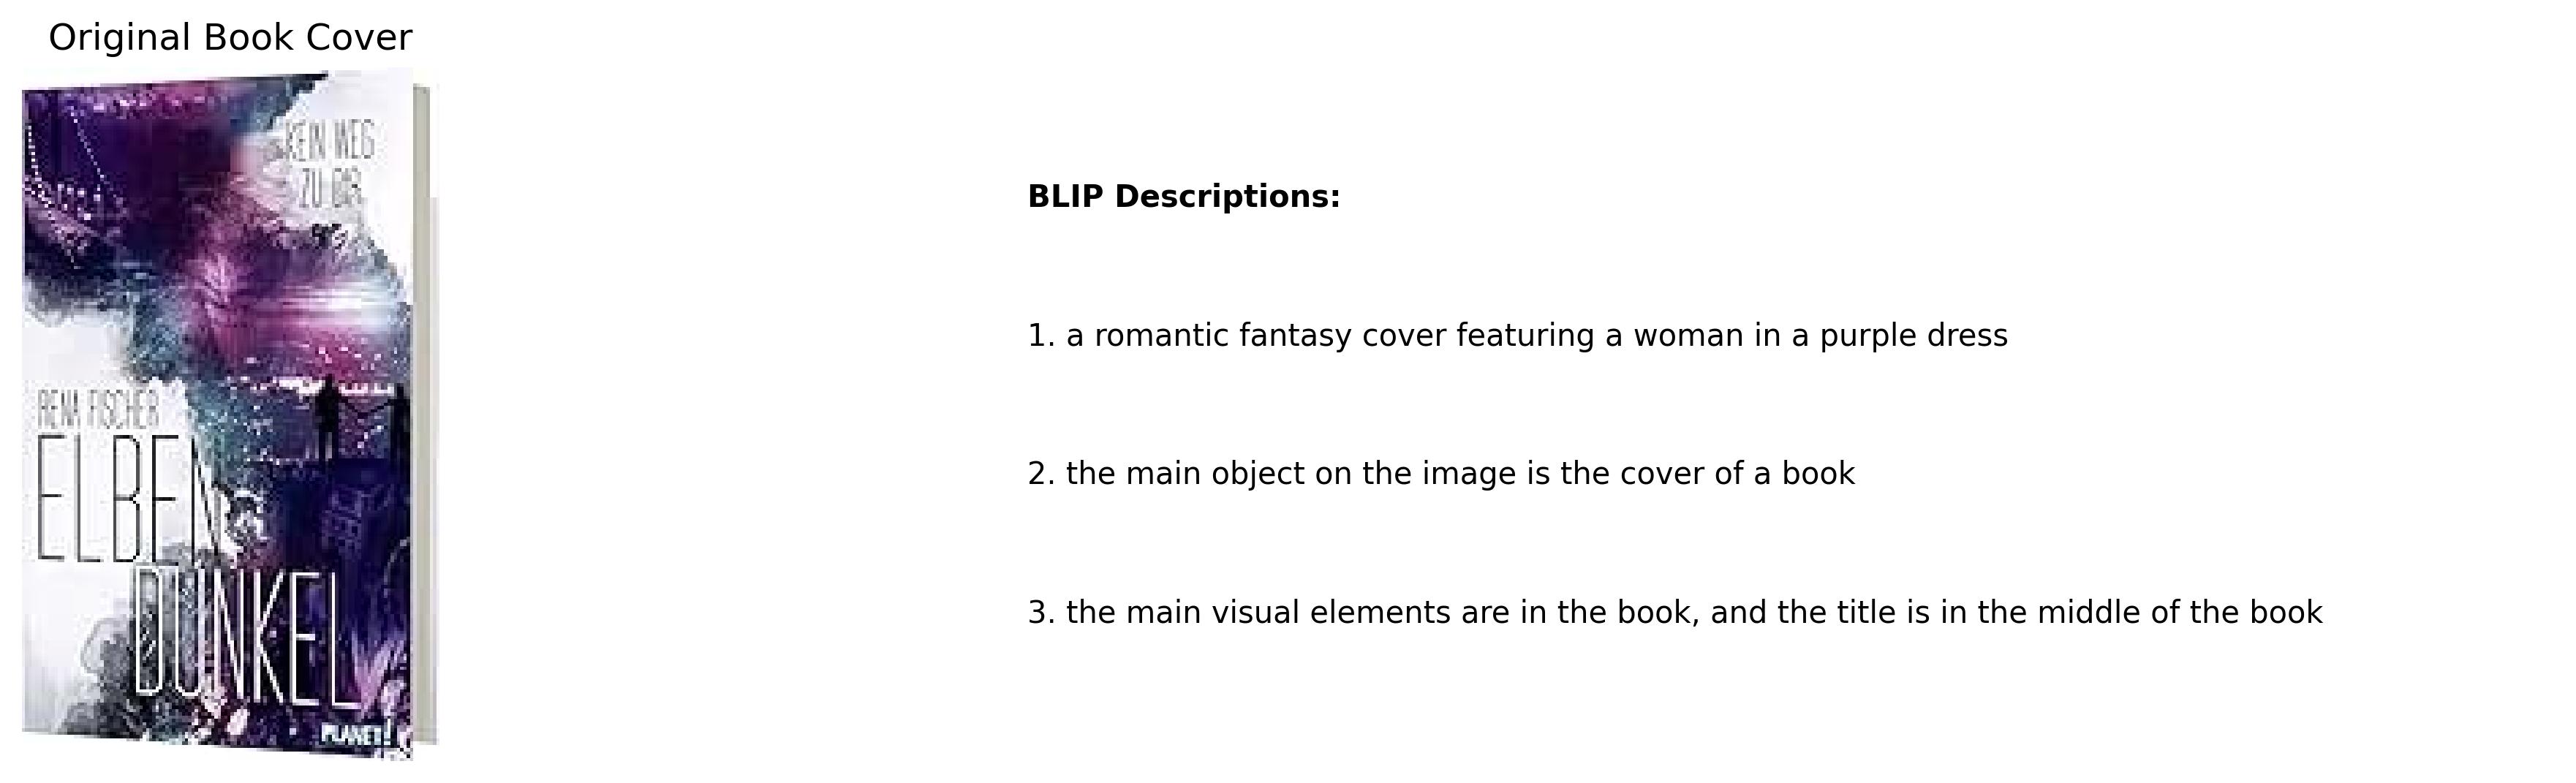 Original Book Cover
KEIN WEG
ZU DIR
RENA FISCHER
ELBEN
DUNKEL
PLANET!
BLIP Descriptions:
1. a romantic fantasy cover featuring a woman in a purple dress
2. the main object on the image is the cover of a book
3. the main visual elements are in the book, and the title is in the middle of the book